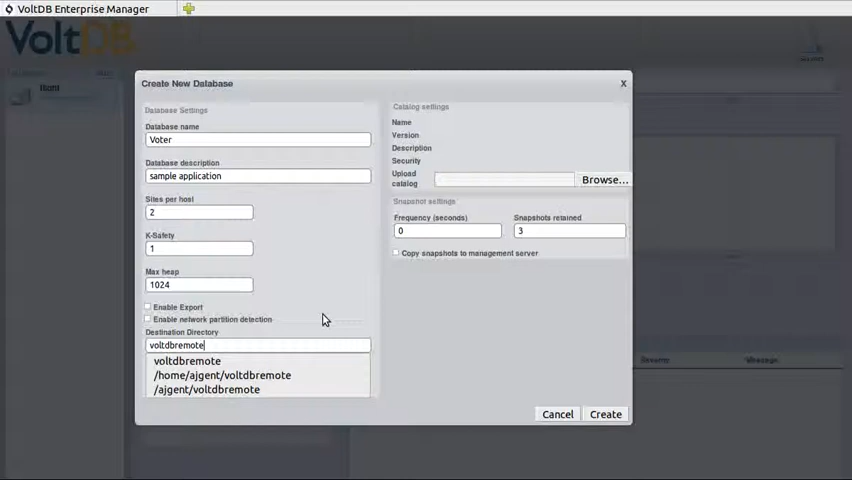 VoltDB Enterprise Manager
VoltDB
Create New Database
X
Database Settings
Database name
Voter
Database description
sample application
Sites per host
2
K-Safety
1
Max heap
1024
Enable Export
Enable network partition detection
Destination Directory
voltdbremote
voltdbremote
/home/ajgent/voltdbremote
/ajgent/voltdbremote
Catalog settings
Name
Version
Description
Security
Upload
catalog
Browse...
Snapshot settings
Frequency (seconds)
Snapshots retained
0
3
Copy snapshots to management server
Cancel
Create
Severity
Message